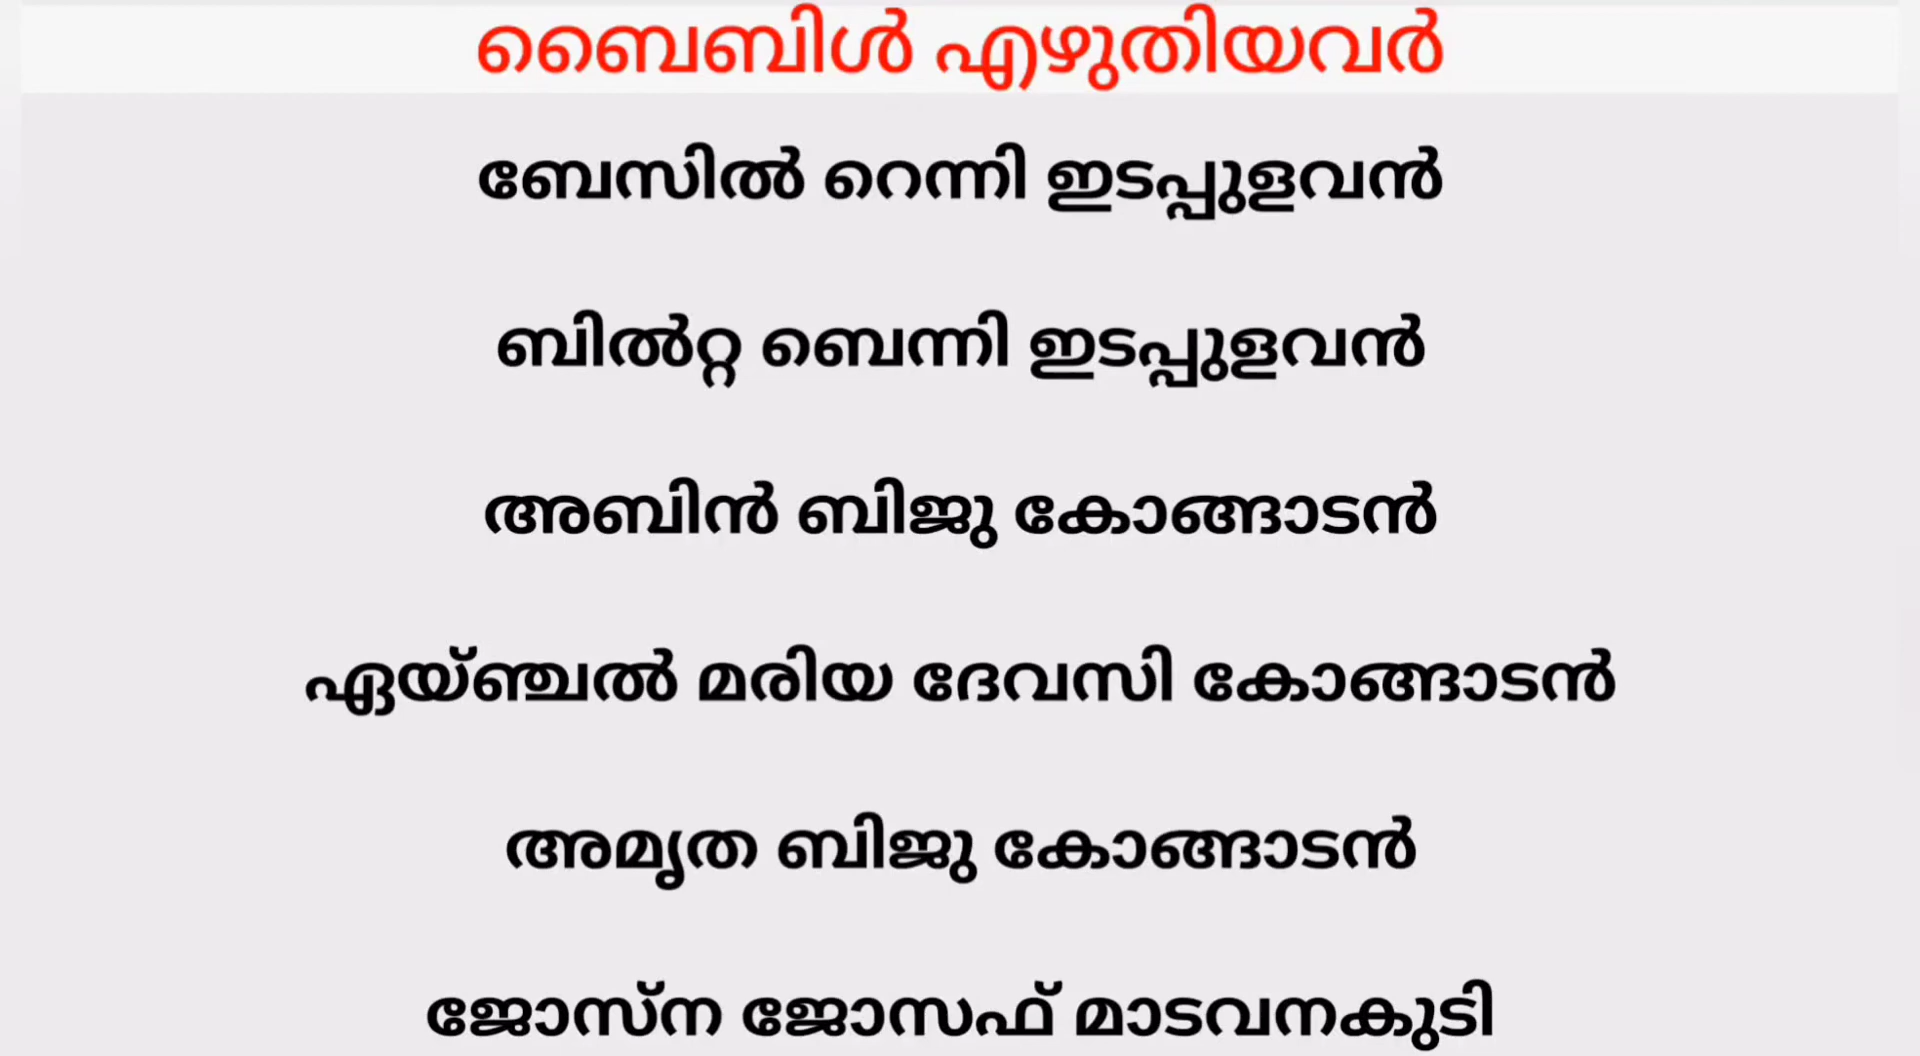 ബൈബിൾ എഴുതിയവർ
ബേസിൽ റെന്നി ഇടപ്പുളവൻ
ബിൽറ്റ ബെന്നി ഇടപ്പുളവൻ
അബിൻ ബിജു കോങ്ങാടൻ
ഏയ്ഞ്ചൽ മരിയ ദേവസി കോങ്ങാടൻ
അമൃത ബിജു കോങ്ങാടൻ
ജോസ്ന ജോസഫ് മാടവനകുടി